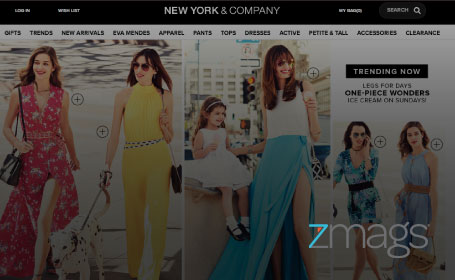 LOG IN WISH LIST NEW YORK & COMPANY MY BAG(0) SEARCH
GIFTS TRENDS NEW ARRIVALS EVA MENDES APPAREL PANTS TOPS DRESSES ACTIVE PETITE & TALL ACCESSORIES CLEARANCE
TRENDING NOW
LEGS FOR DAYS
ONE-PIECE WONDERS
ICE CREAM ON SUNDAYS!
zmags